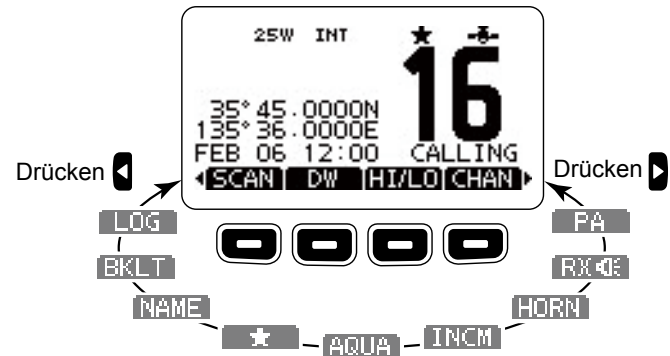 25W INT
16
35° 45.0000N
135° 36.0000E
FEB 06 12:00 CALLING
SCAN DW HI/LO CHAN
Drücken
Drücken
LOG
PA
BKLT
RX
NAME
HORN
AQUA
INCM